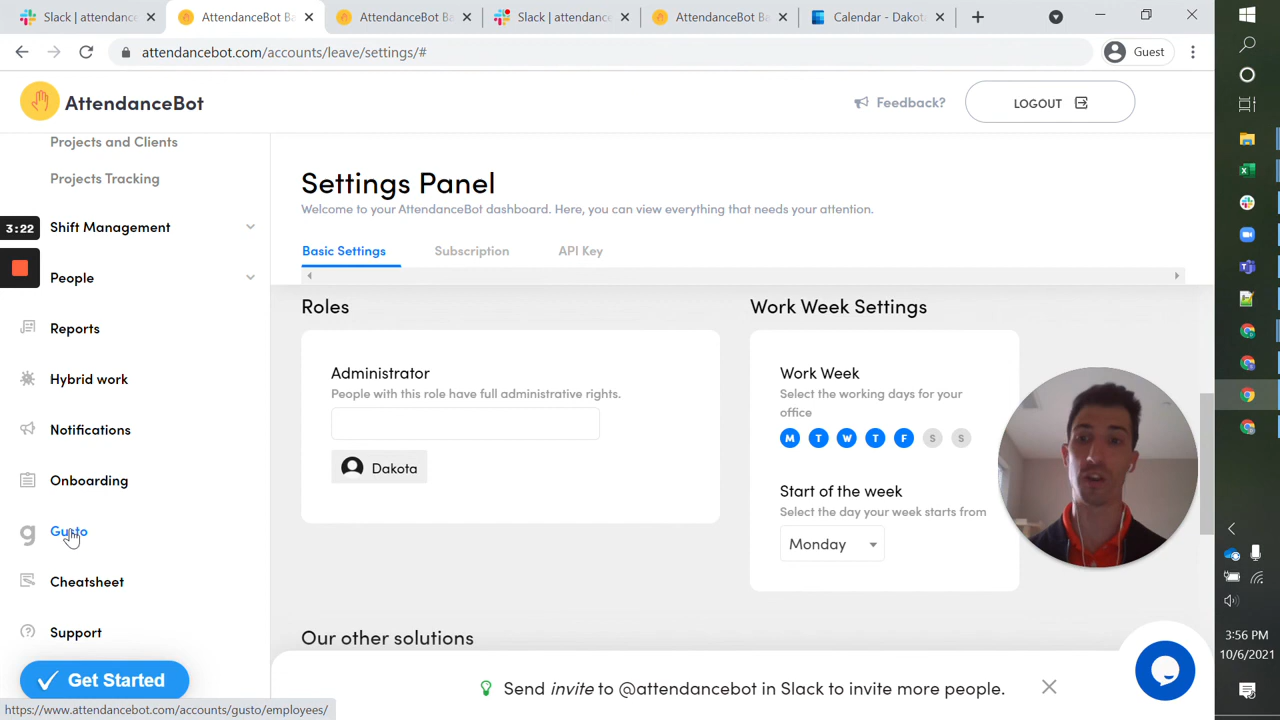 Slack | attendance
AttendanceBot B
AttendanceBot B
Slack | attendanc
AttendanceBot Be
Calendar - Dakot
attendancebot.com/accounts/leave/settings/#
Guest
AttendanceBot
Feedback?
LOGOUT
Projects and Clients
Projects Tracking
3:22
Shift Management
People
Reports
Hybrid work
Notifications
Onboarding
g
Gusto
Cheatsheet
Support
Get Started
https://www.attendancebot.com/accounts/gusto/employees/
Settings Panel
Welcome to your AttendanceBot dashboard. Here, you can view everything that needs your attention.
Basic Settings
Subscription
API Key
Roles
Administrator
People with this role have full administrative rights.
Dakota
Work Week Settings
Work Week
Select the working days for your
office
M T W T F S S
Start of the week
Select the day your week starts from
Monday
Our other solutions
Send invite to @attendancebot in Slack to invite more people.
3:56 PM
10/6/2021